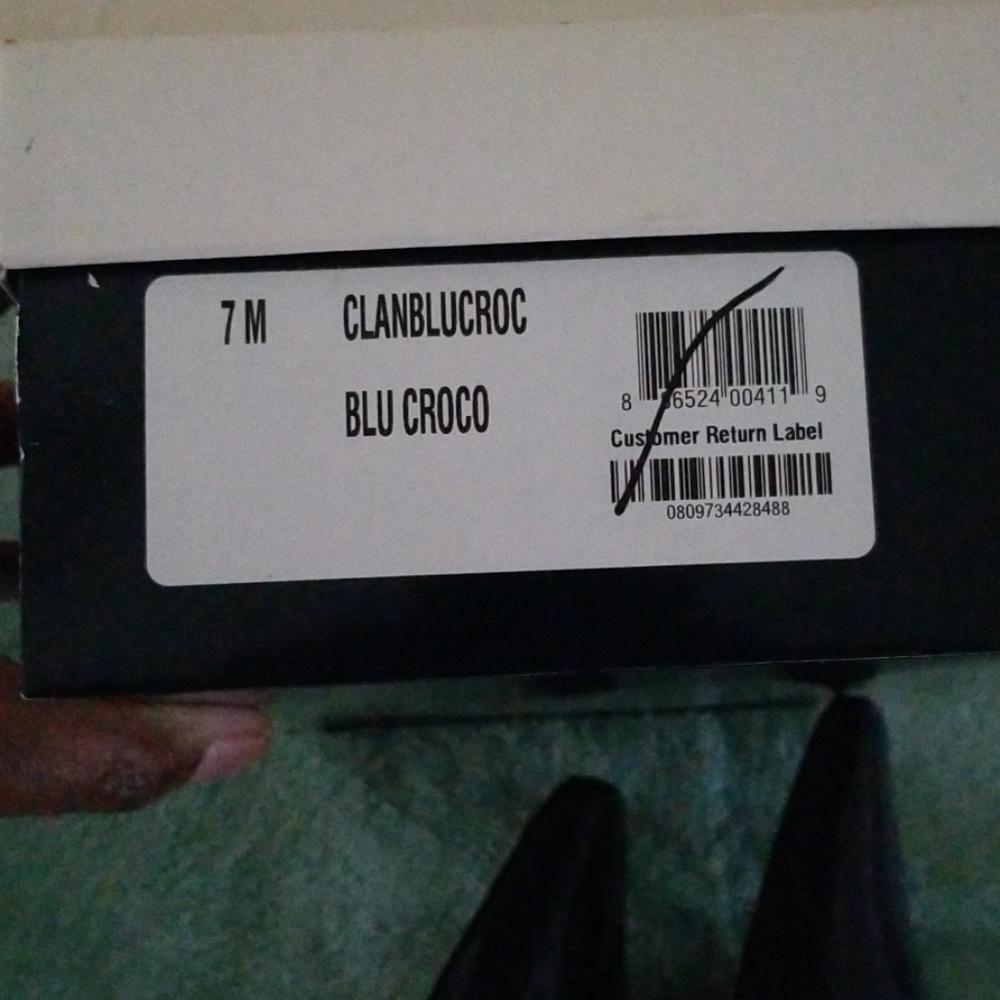 7 M CLANBLUCROC
BLU CROCO
8 6524 00411 9
Customer Return Label
0809734428488